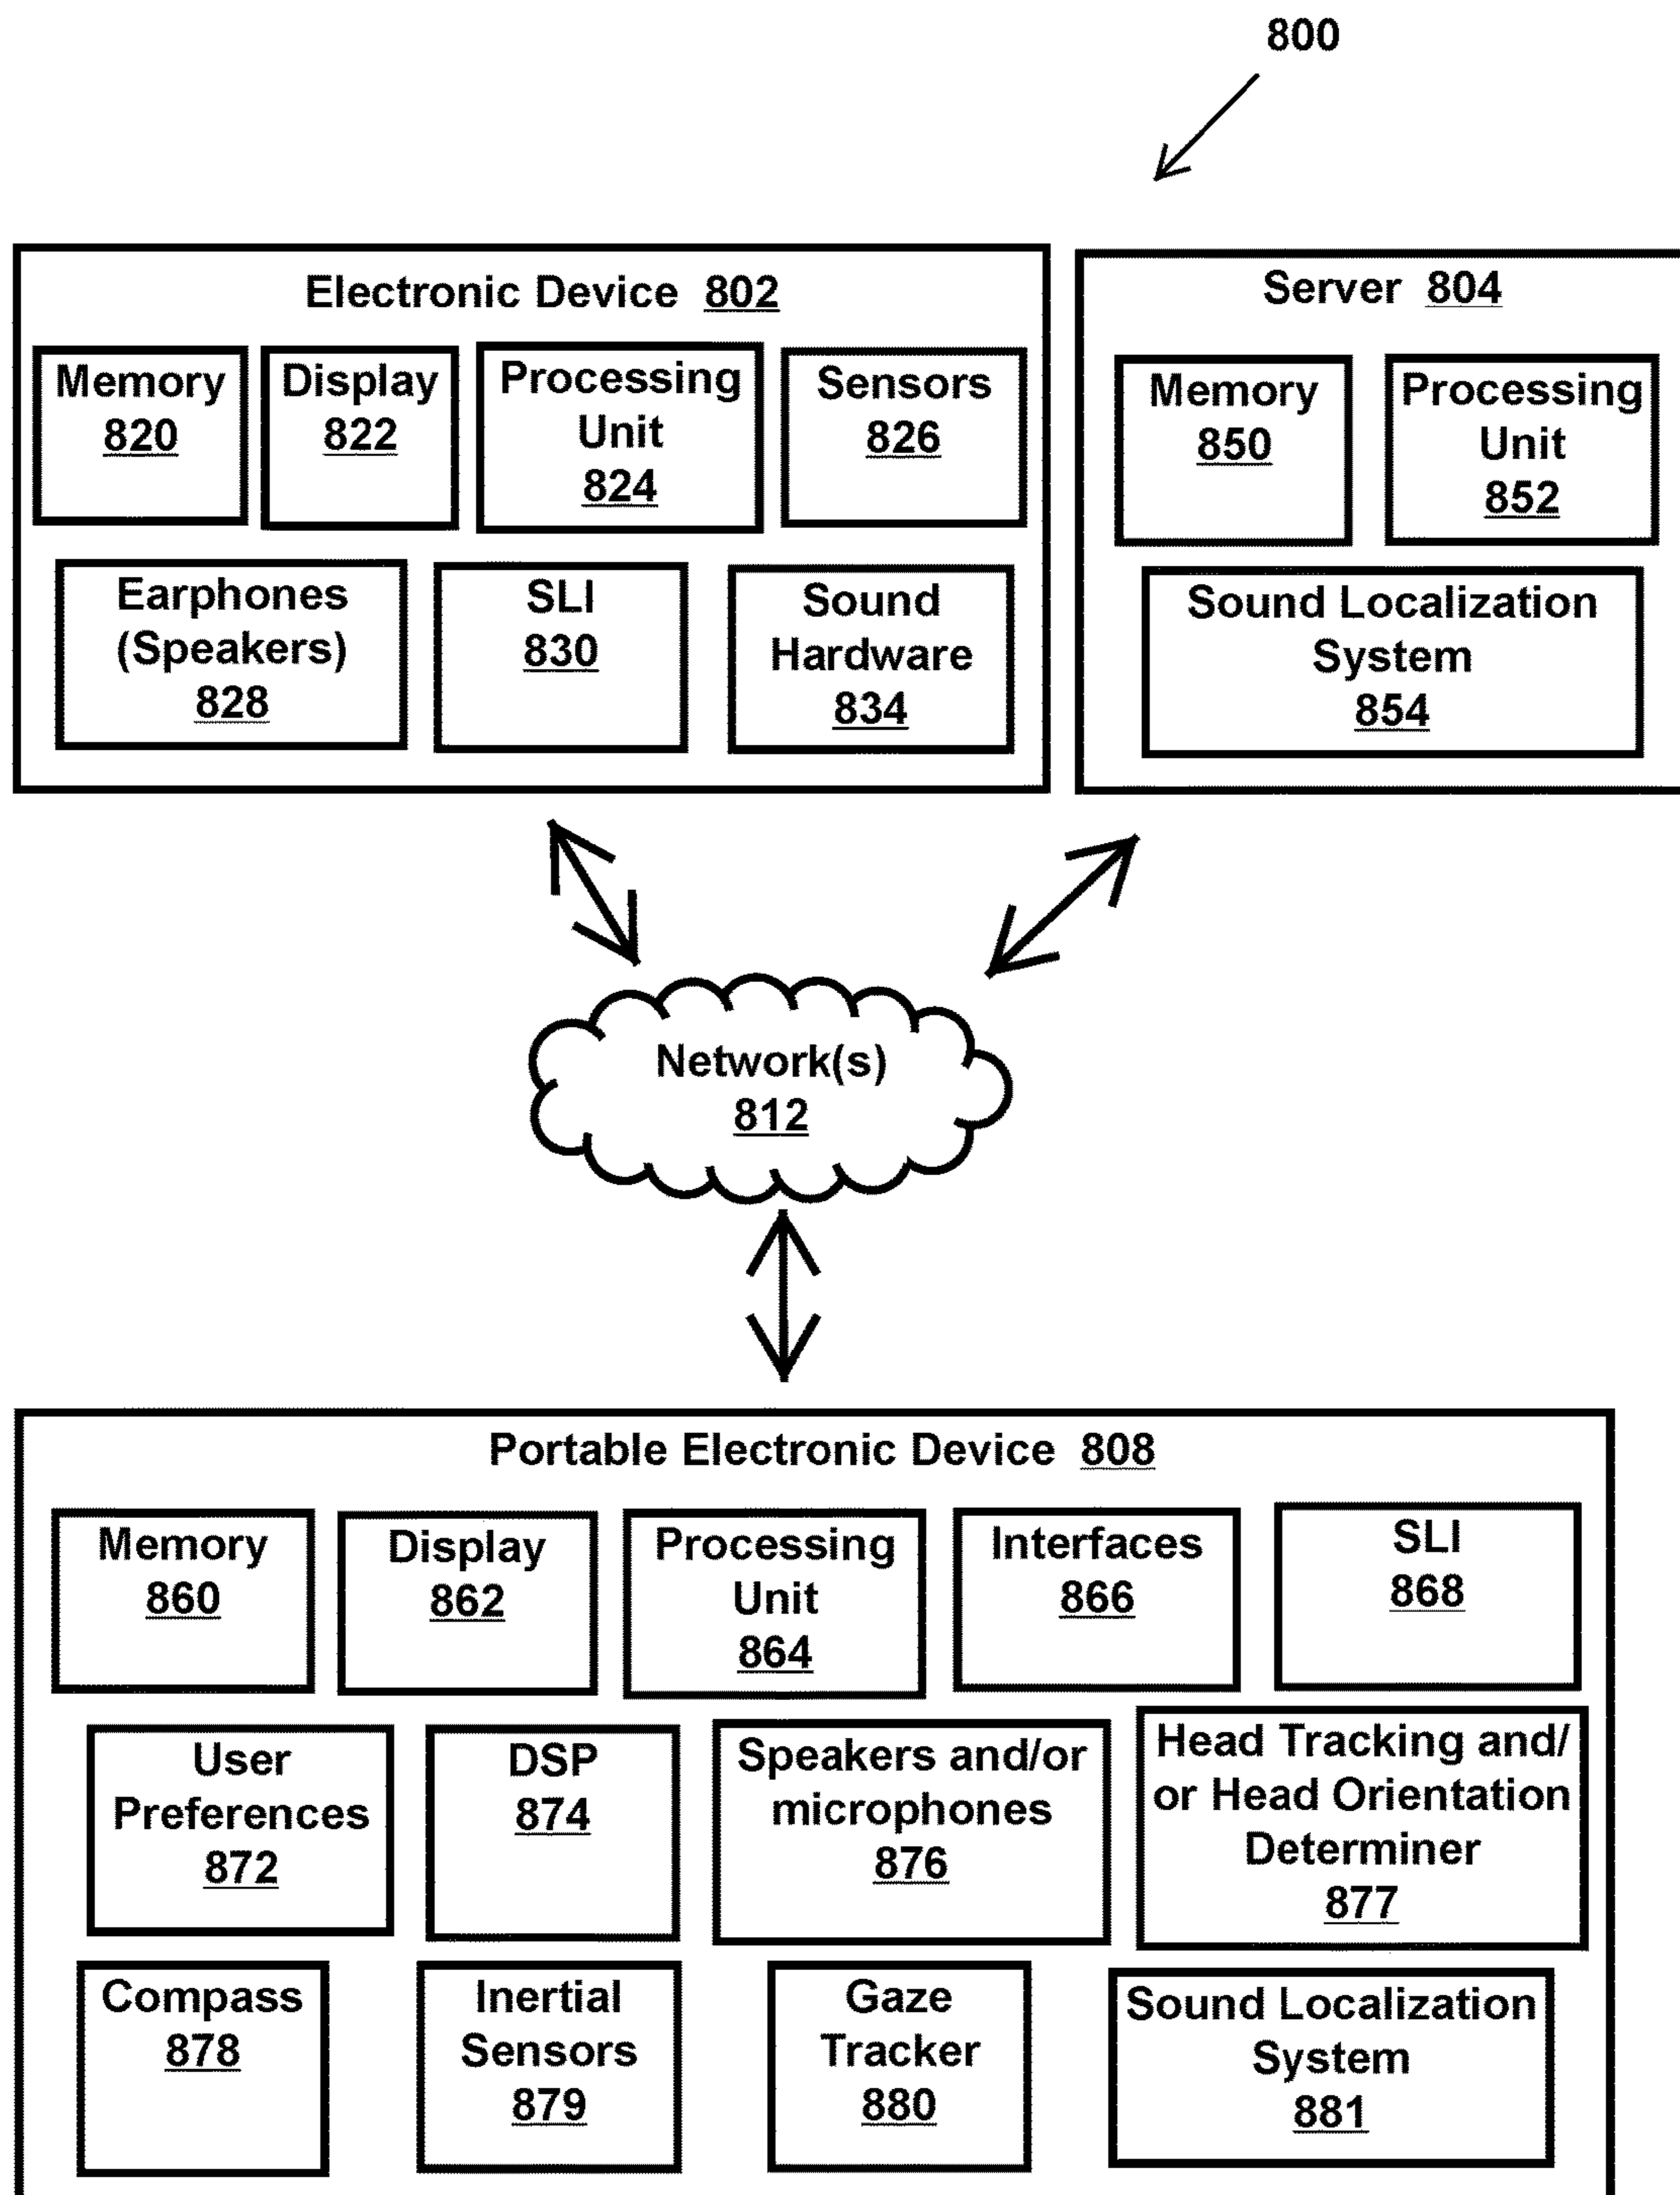 800
Electronic Device 802
Memory
820
Display
822
Processing
Unit
824
Sensors
826
Earphones
(Speakers)
828
SLI
830
Sound
Hardware
834
Server 804
Memory
850
Processing
Unit
852
Sound Localization
System
854
Network(s)
812
Portable Electronic Device 808
Memory
860
Display
862
Processing
Unit
864
Interfaces
866
SLI
868
User
Preferences
872
DSP
874
Speakers and/or
microphones
876
Head Tracking and/
or Head Orientation
Determiner
877
Compass
878
Inertial
Sensors
879
Gaze
Tracker
880
Sound Localization
System
881